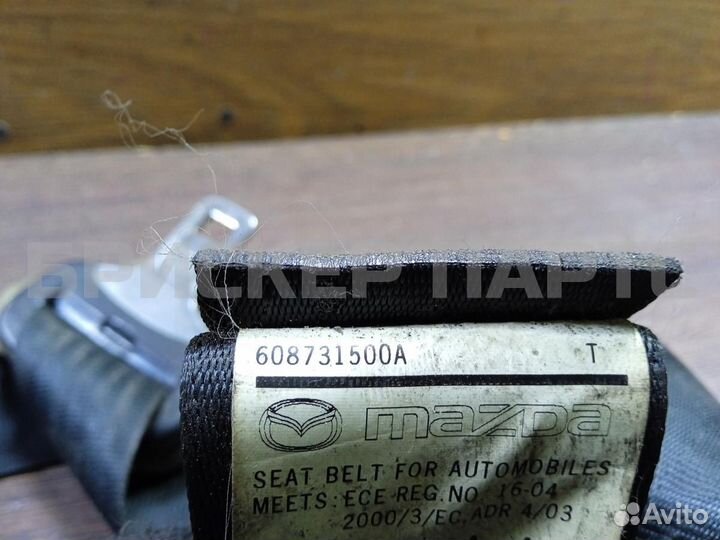 БРИСКЕР ПАРТС
608731500A T
mazda
SEAT BELT FOR AUTOMOBILES
MEETS: ECE REG. NO 16-04
2000/3/EC, ADR 4/03
Avito